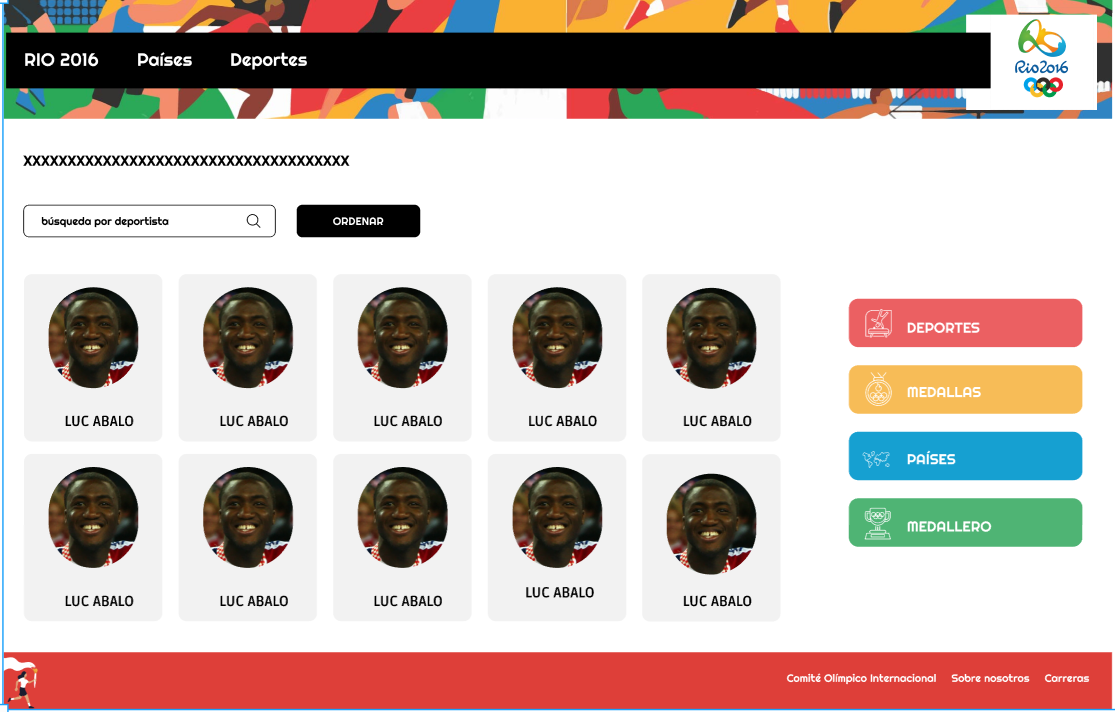 RIO 2016 Países Deportes
Rio2016
XXXXXXXXXXXXXXXXXXXXXXXXXXXXXXXXXXXXX
búsqueda por deportista ORDENAR
LUC ABALO LUC ABALO LUC ABALO LUC ABALO LUC ABALO
LUC ABALO LUC ABALO LUC ABALO LUC ABALO LUC ABALO
DEPORTES
MEDALLAS
PAÍSES
MEDALLERO
Comité Olímpico Internacional Sobre nosotros Carreras